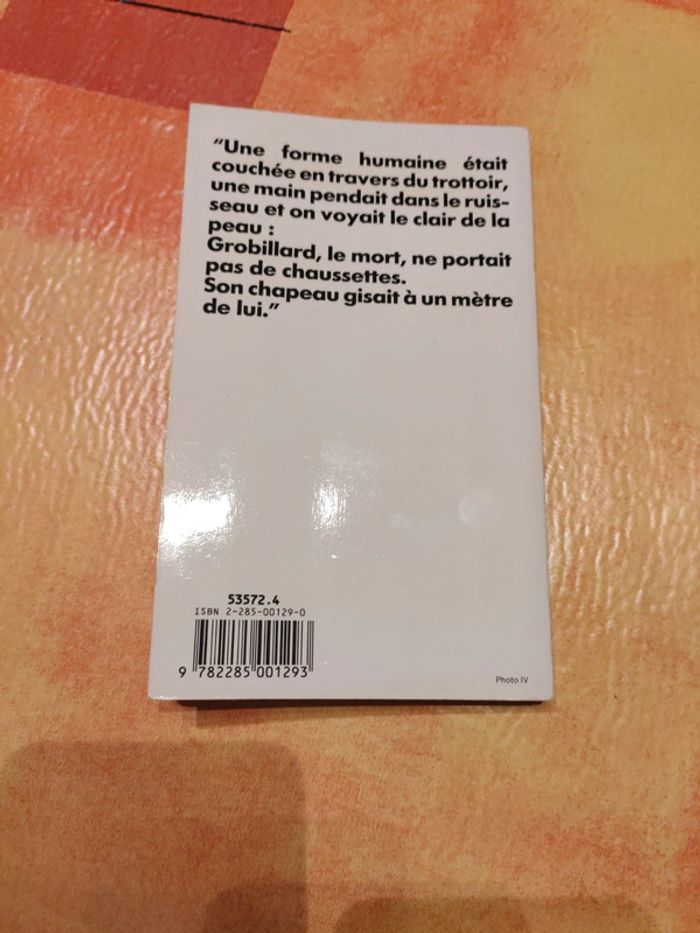 "Une forme humaine était
couchée en travers du trottoir,
une main pendait dans le ruis-
seau et on voyait le clair de la
peau :
Grobillard, le mort, ne portait
pas de chaussettes.
Son chapeau gisait à un mètre
de lui."
53572.4
ISBN 2-285-00129-0
9 782285 001293
Photo IV